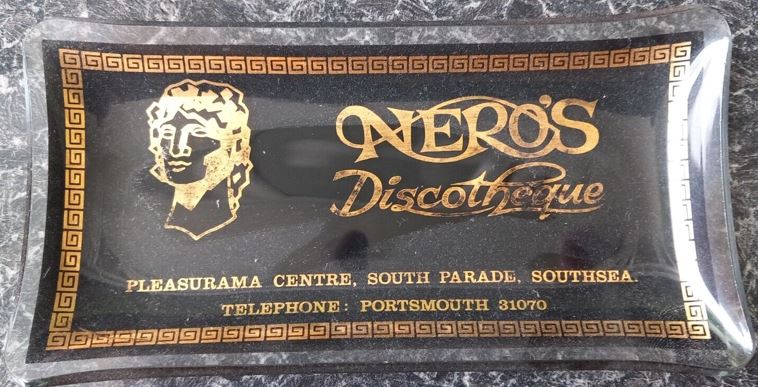 NERO'S
Discotheque
PLEASURAMA CENTRE, SOUTH PARADE, SOUTHSEA.
TELEPHONE: PORTSMOUTH 31070